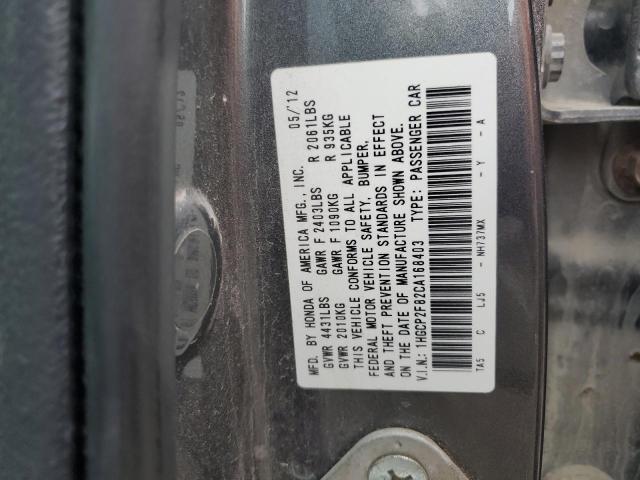 MFD. BY HONDA OF AMERICA MFG., INC. 05/12
GVWR 4431LBS GAWR F 2403LBS R 2061LBS
GVWR 2010KG GAWR F 1090KG R 935KG
THIS VEHICLE CONFORMS TO ALL APPLICABLE
FEDERAL MOTOR VEHICLE SAFETY, BUMPER,
AND THEFT PREVENTION STANDARDS IN EFFECT
ON THE DATE OF MANUFACTURE SHOWN ABOVE.
V.I.N.: 1HGCP2F82CA168403 TYPE: PASSENGER CAR
TA5 C LJ5 - NH737MX - Y - A